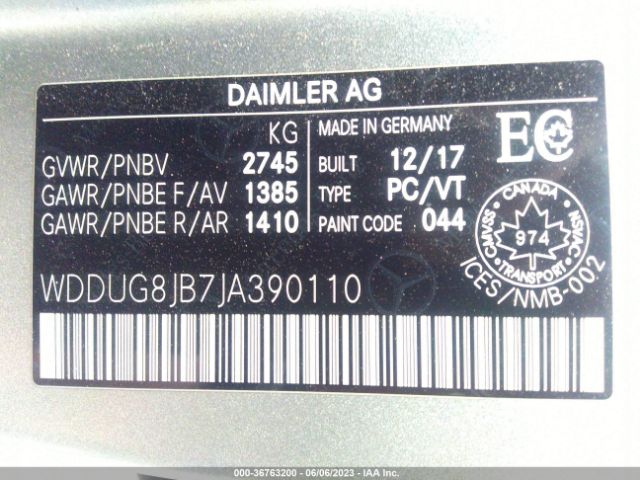 DAIMLER AG
KG
GVWR/PNBV 2745
GAWR/PNBE F/AV 1385
GAWR/PNBE R/AR 1410
MADE IN GERMANY
BUILT 12/17
TYPE PC/VT
PAINT CODE 044
EC
CANADA
CMVSS NSVAC
974
TRANSPORT
ICES/NMB-002
WDDUG8JB7JA390110
000-36763200 - 06/06/2023 - IAAI.com